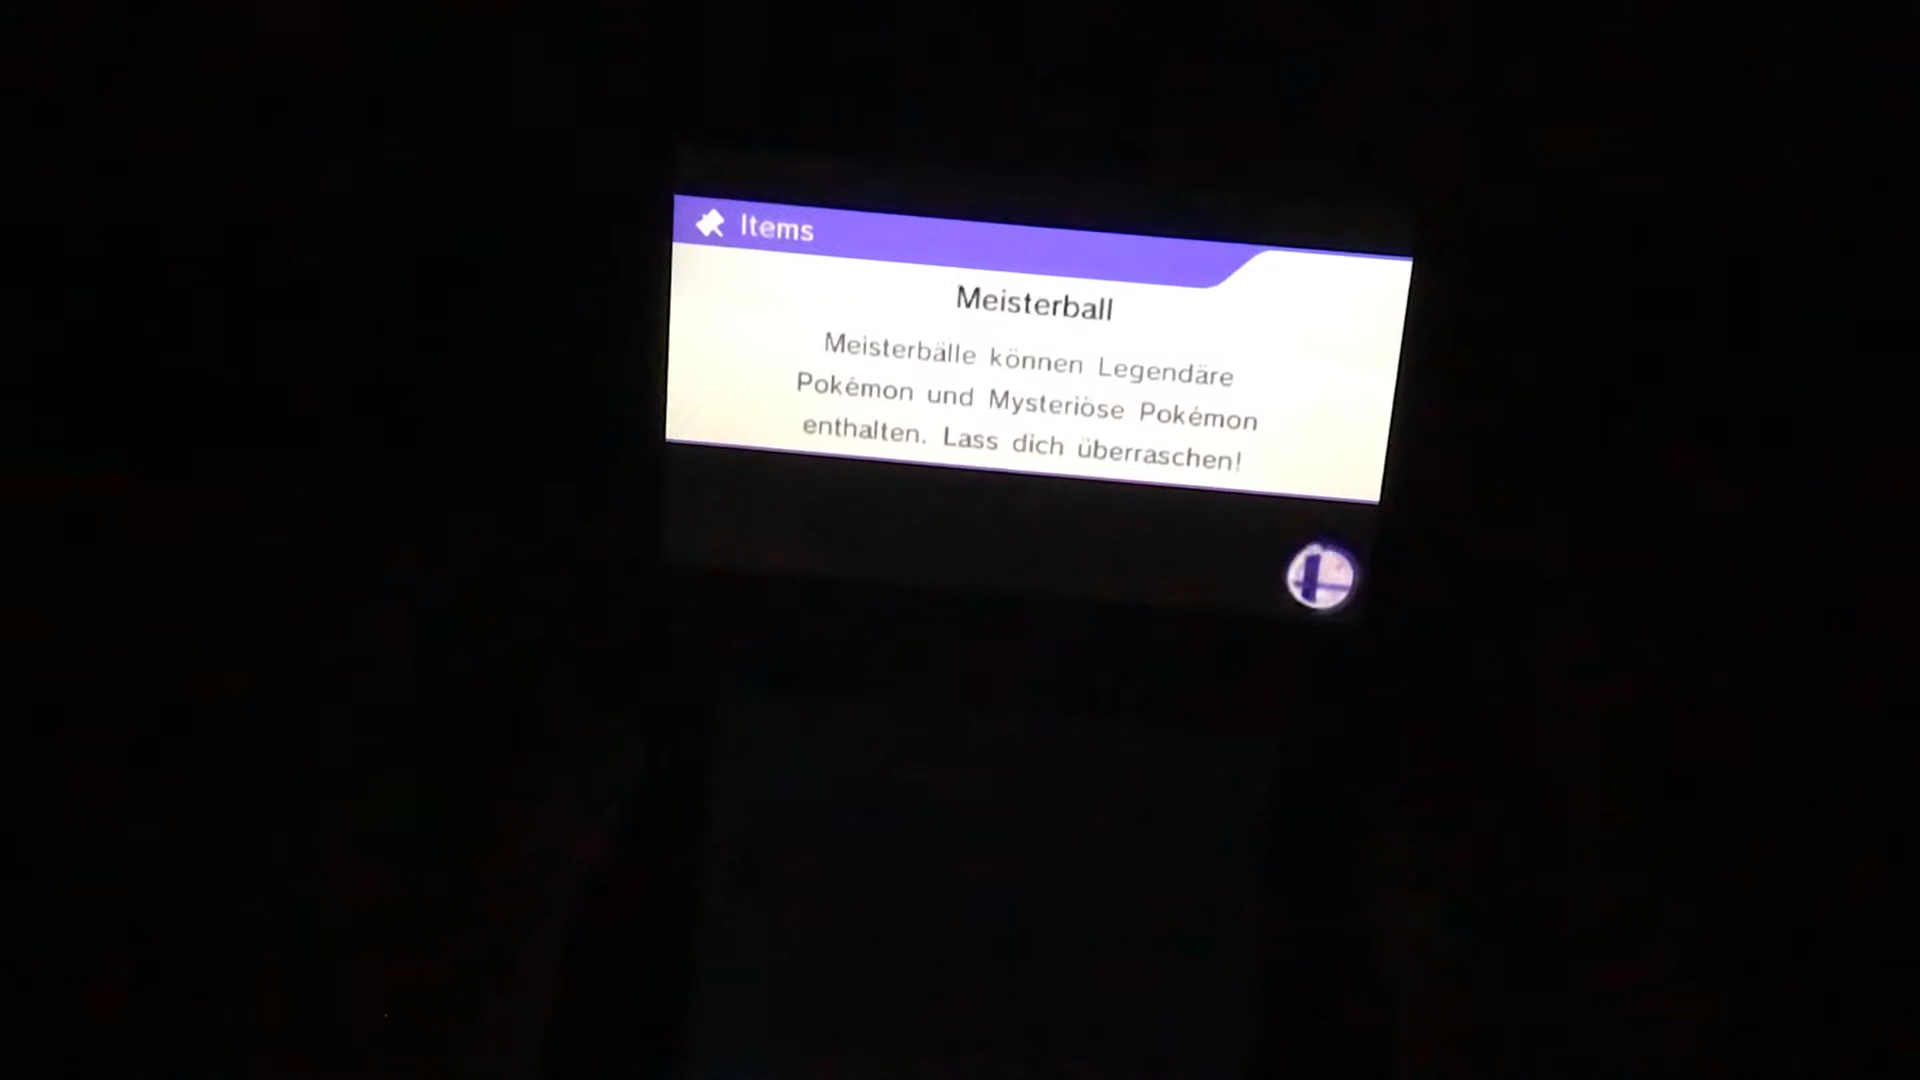 Items
Meisterball
Meisterbälle können Legendäre
Pokémon und Mysteriöse Pokémon
enthalten. Lass dich überraschen!